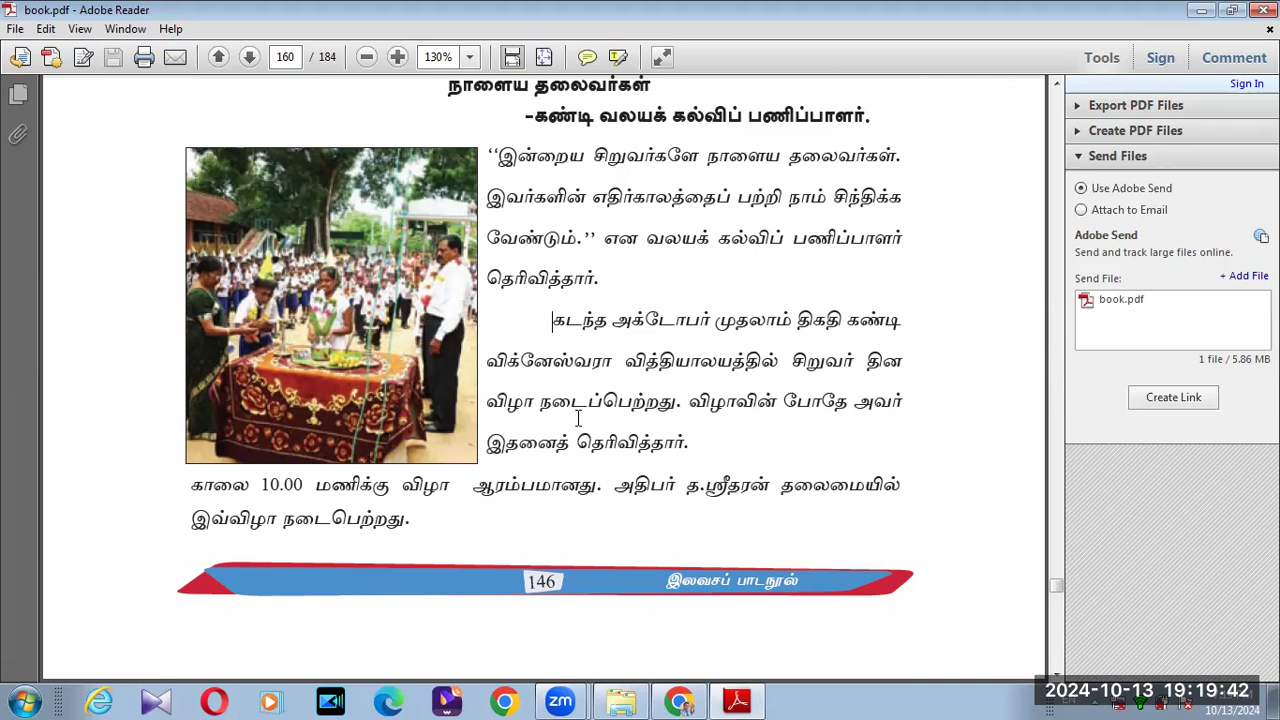 book.pdf - Adobe Reader
File Edit View Window Help
160 / 184 130% Tools Sign Comment
Sign In
Export PDF Files
Create PDF Files
Send Files
Use Adobe Send
Attach to Email
Adobe Send
Send and track large files online.
Send File:
+ Add File
book.pdf
1 file / 5.86 MB
Create Link
நாளைய தலைவர்கள்
-கண்டி வலயக் கல்விப் பணிப்பாளர்.
‘‘இன்றைய சிறுவர்களே நாளைய தலைவர்கள்.
இவர்களின் எதிர்காலத்தைப் பற்றி நாம் சிந்திக்க
வேண்டும்.’’ என வலயக் கல்விப் பணிப்பாளர்
தெரிவித்தார்.
கடந்த அக்டோபர் முதலாம் திகதி கண்டி
விக்னேஸ்வரா வித்தியாலயத்தில் சிறுவர் தின
விழா நடைப்பெற்றது. விழாவின் போதே அவர்
இதனைத் தெரிவித்தார்.
காலை 10.00 மணிக்கு விழா ஆரம்பமானது. அதிபர் த.ஸ்ரீதரன் தலைமையில்
இவ்விழா நடைபெற்றது.
146 இலவசப் பாடநூல்
zm
2024-10-13 19:19:42
10/13/2024